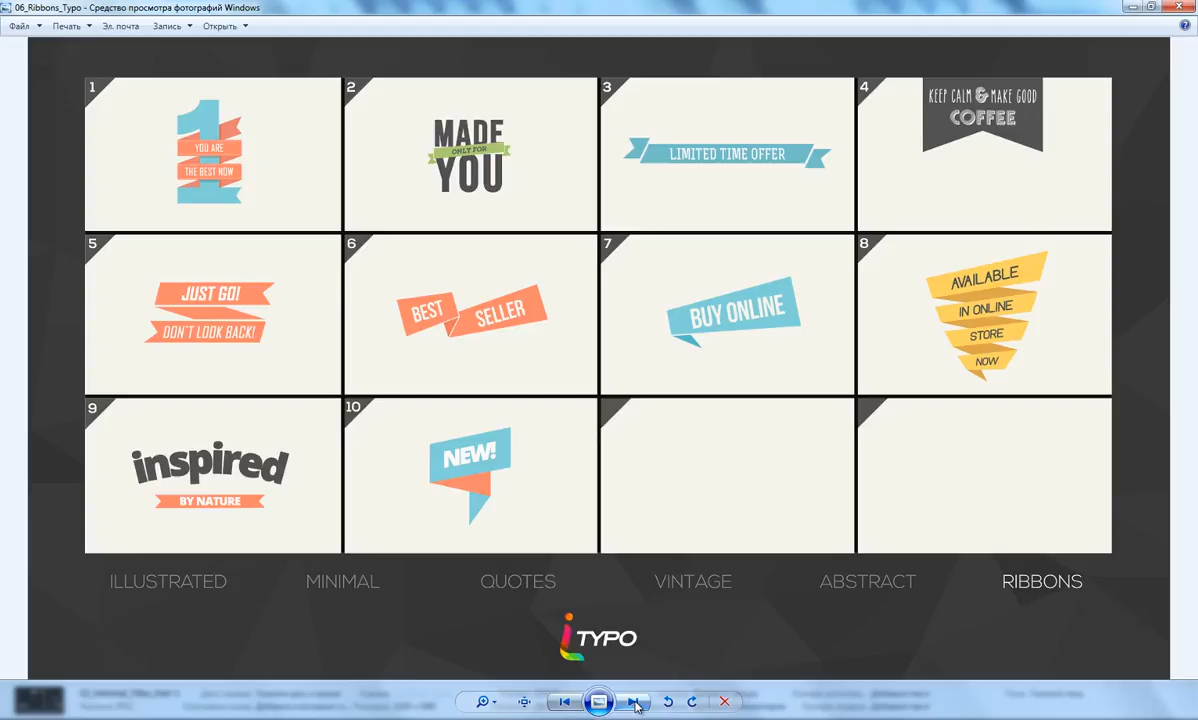 06_Ribbons_Typo - Средство просмотра фотографий Windows
Файл Печать Эл. почта Запись Открыть
1
YOU ARE
THE BEST NOW
2
MADE
ONLY FOR
YOU
3
LIMITED TIME OFFER
4
KEEP CALM & MAKE GOOD
COFFEE
5
JUST GO!
DON'T LOOK BACK!
6
BEST SELLER
7
BUY ONLINE
8
AVAILABLE
IN ONLINE
STORE
NOW
9
inspired
BY NATURE
10
NEW!
ILLUSTRATED MINIMAL QUOTES VINTAGE ABSTRACT RIBBONS
i TYPO